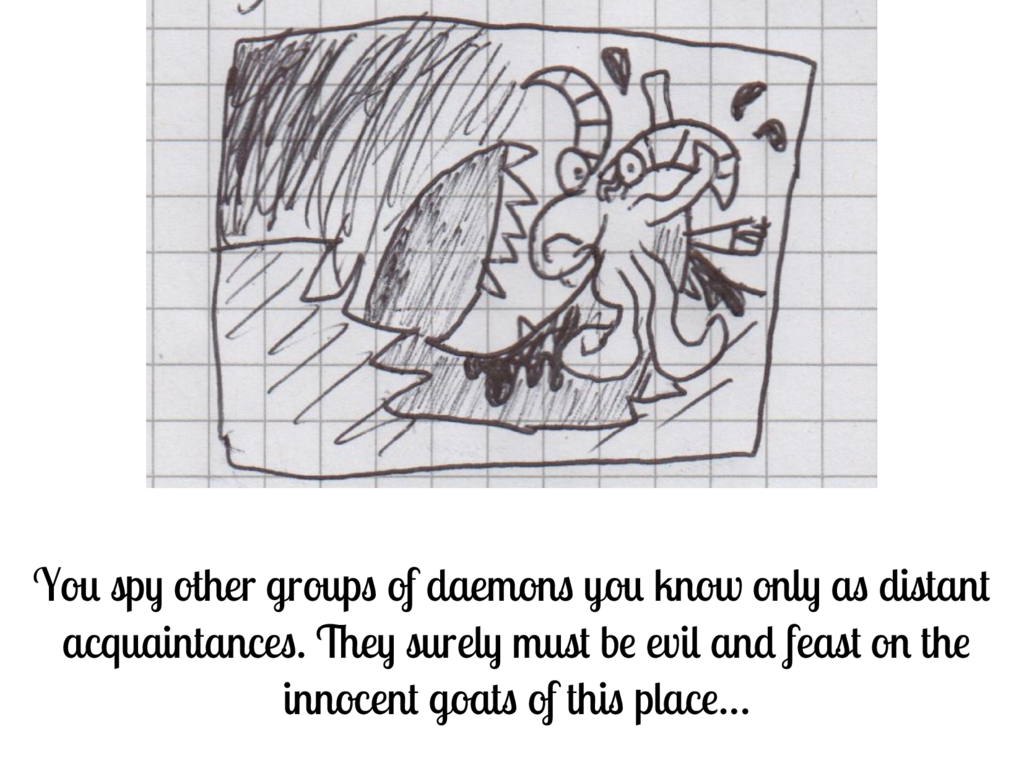 You spy other groups of daemons you know only as distant
acquaintances. They surely must be evil and feast on the
innocent goats of this place...